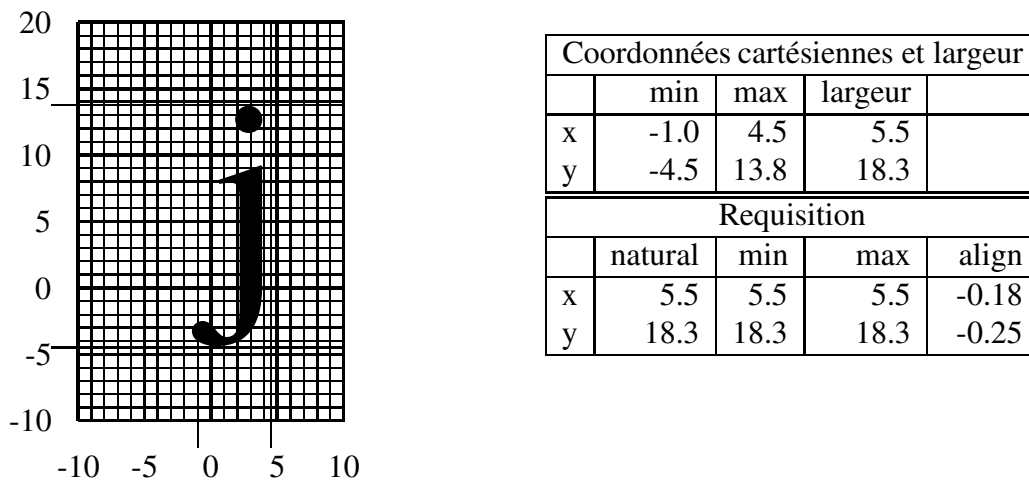 20
15
10
5
0
-5
-10
-10 -5 0 5 10
j
Coordonnées cartésiennes et largeur
min max largeur
x -1.0 4.5 5.5
y -4.5 13.8 18.3
Requisition
natural min max align
x 5.5 5.5 5.5 -0.18
y 18.3 18.3 18.3 -0.25